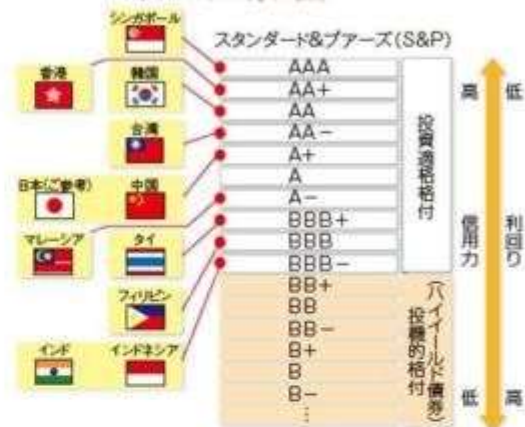 シンガポール
スタンダード&プアーズ(S&P)
香港
韓国
台湾
日本(ご参考)
中国
マレーシア
タイ
フィリピン
インド
インドネシア
AAA
AA+
AA
AA-
A+
A
A-
BBB+
BBB
BBB-
BB+
BB
BB-
B+
B
B-
⋮
投資適格格付
(ハイイールド債券)
投機的格付
高
信用力
低
低
利回り
高